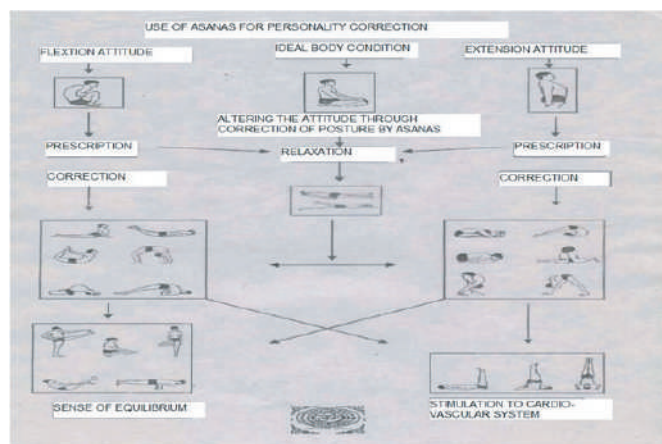 USE OF ASANAS FOR PERSONALITY CORRECTION
FLEXTION ATTITUDE
IDEAL BODY CONDITION
EXTENSION ATTITUDE
ALTERING THE ATTITUDE THROUGH
CORRECTION OF POSTURE BY ASANAS
PRESCRIPTION
RELAXATION
PRESCRIPTION
CORRECTION
CORRECTION
SENSE OF EQUILIBRIUM
STIMULATION TO CARDIO-
VASCULAR SYSTEM